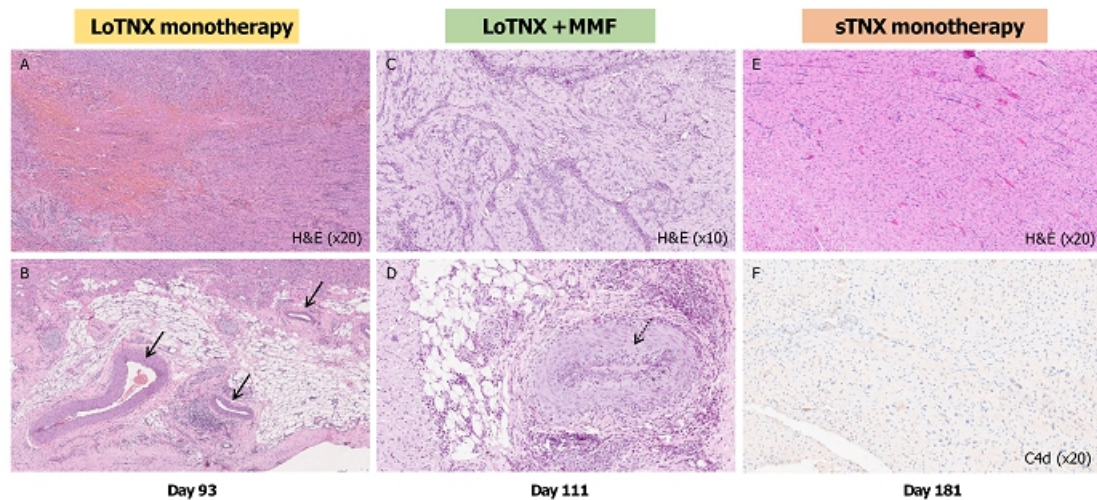 LoTNX monotherapy
LoTNX +MMF
sTNX monotherapy
A
H&E (x20)
C
H&E (x10)
E
H&E (x20)
B
D
F
C4d (x20)
Day 93
Day 111
Day 181